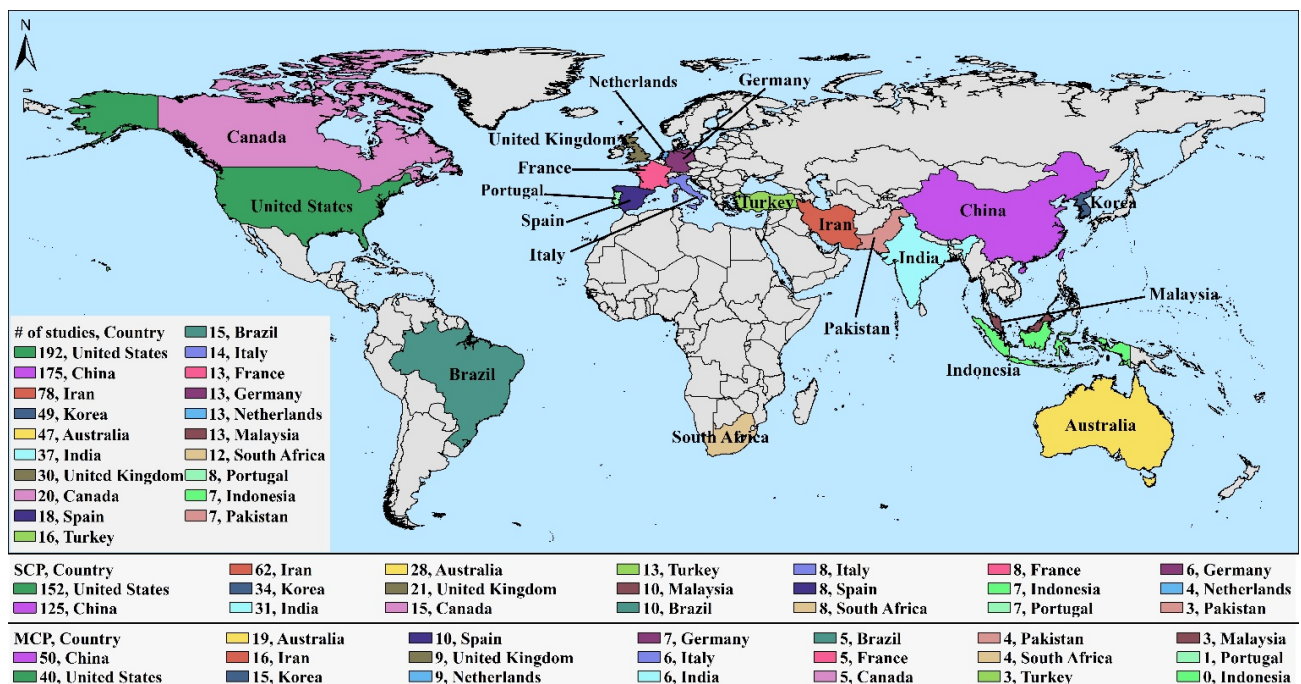 N
Netherlands
Germany
Canada
United Kingdom
France
Portugal
United States
Spain
Turkey
Iran
China
Korea
Italy
India
Malaysia
Pakistan
Brazil
Indonesia
South Africa
Australia
# of studies, Country
192, United States
175, China
78, Iran
49, Korea
47, Australia
37, India
30, United Kingdom
20, Canada
18, Spain
16, Turkey
15, Brazil
14, Italy
13, France
13, Germany
13, Netherlands
13, Malaysia
12, South Africa
8, Portugal
7, Indonesia
7, Pakistan
SCP, Country
152, United States
125, China
62, Iran
34, Korea
31, India
28, Australia
21, United Kingdom
15, Canada
13, Turkey
10, Malaysia
10, Brazil
8, Italy
8, Spain
8, South Africa
8, France
7, Indonesia
7, Portugal
6, Germany
4, Netherlands
3, Pakistan
MCP, Country
50, China
40, United States
19, Australia
16, Iran
15, Korea
10, Spain
9, United Kingdom
9, Netherlands
7, Germany
6, Italy
6, India
5, Brazil
5, France
5, Canada
4, Pakistan
4, South Africa
3, Turkey
3, Malaysia
1, Portugal
0, Indonesia